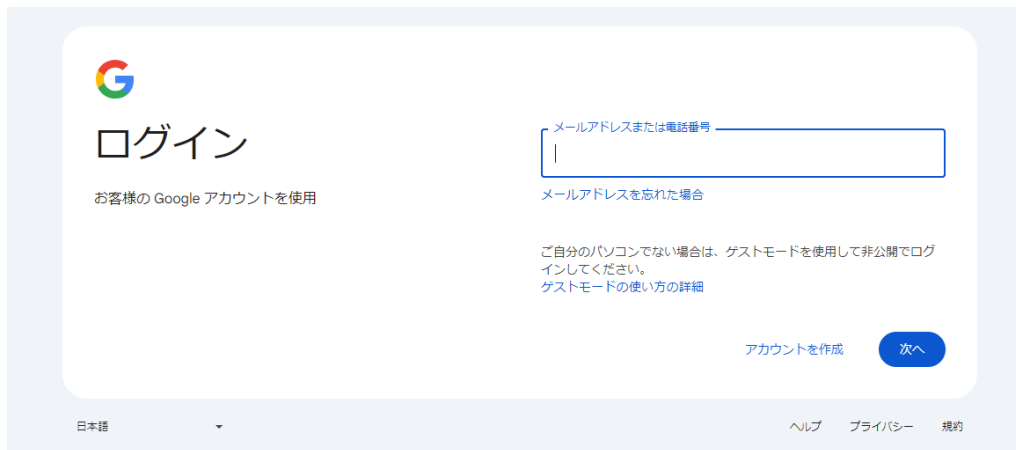 ログイン
お客様の Google アカウントを使用
メールアドレスまたは電話番号
メールアドレスを忘れた場合
ご自分のパソコンでない場合は、ゲストモードを使用して非公開でログ
インしてください。
ゲストモードの使い方の詳細
アカウントを作成
次へ
日本語
ヘルプ
プライバシー
規約